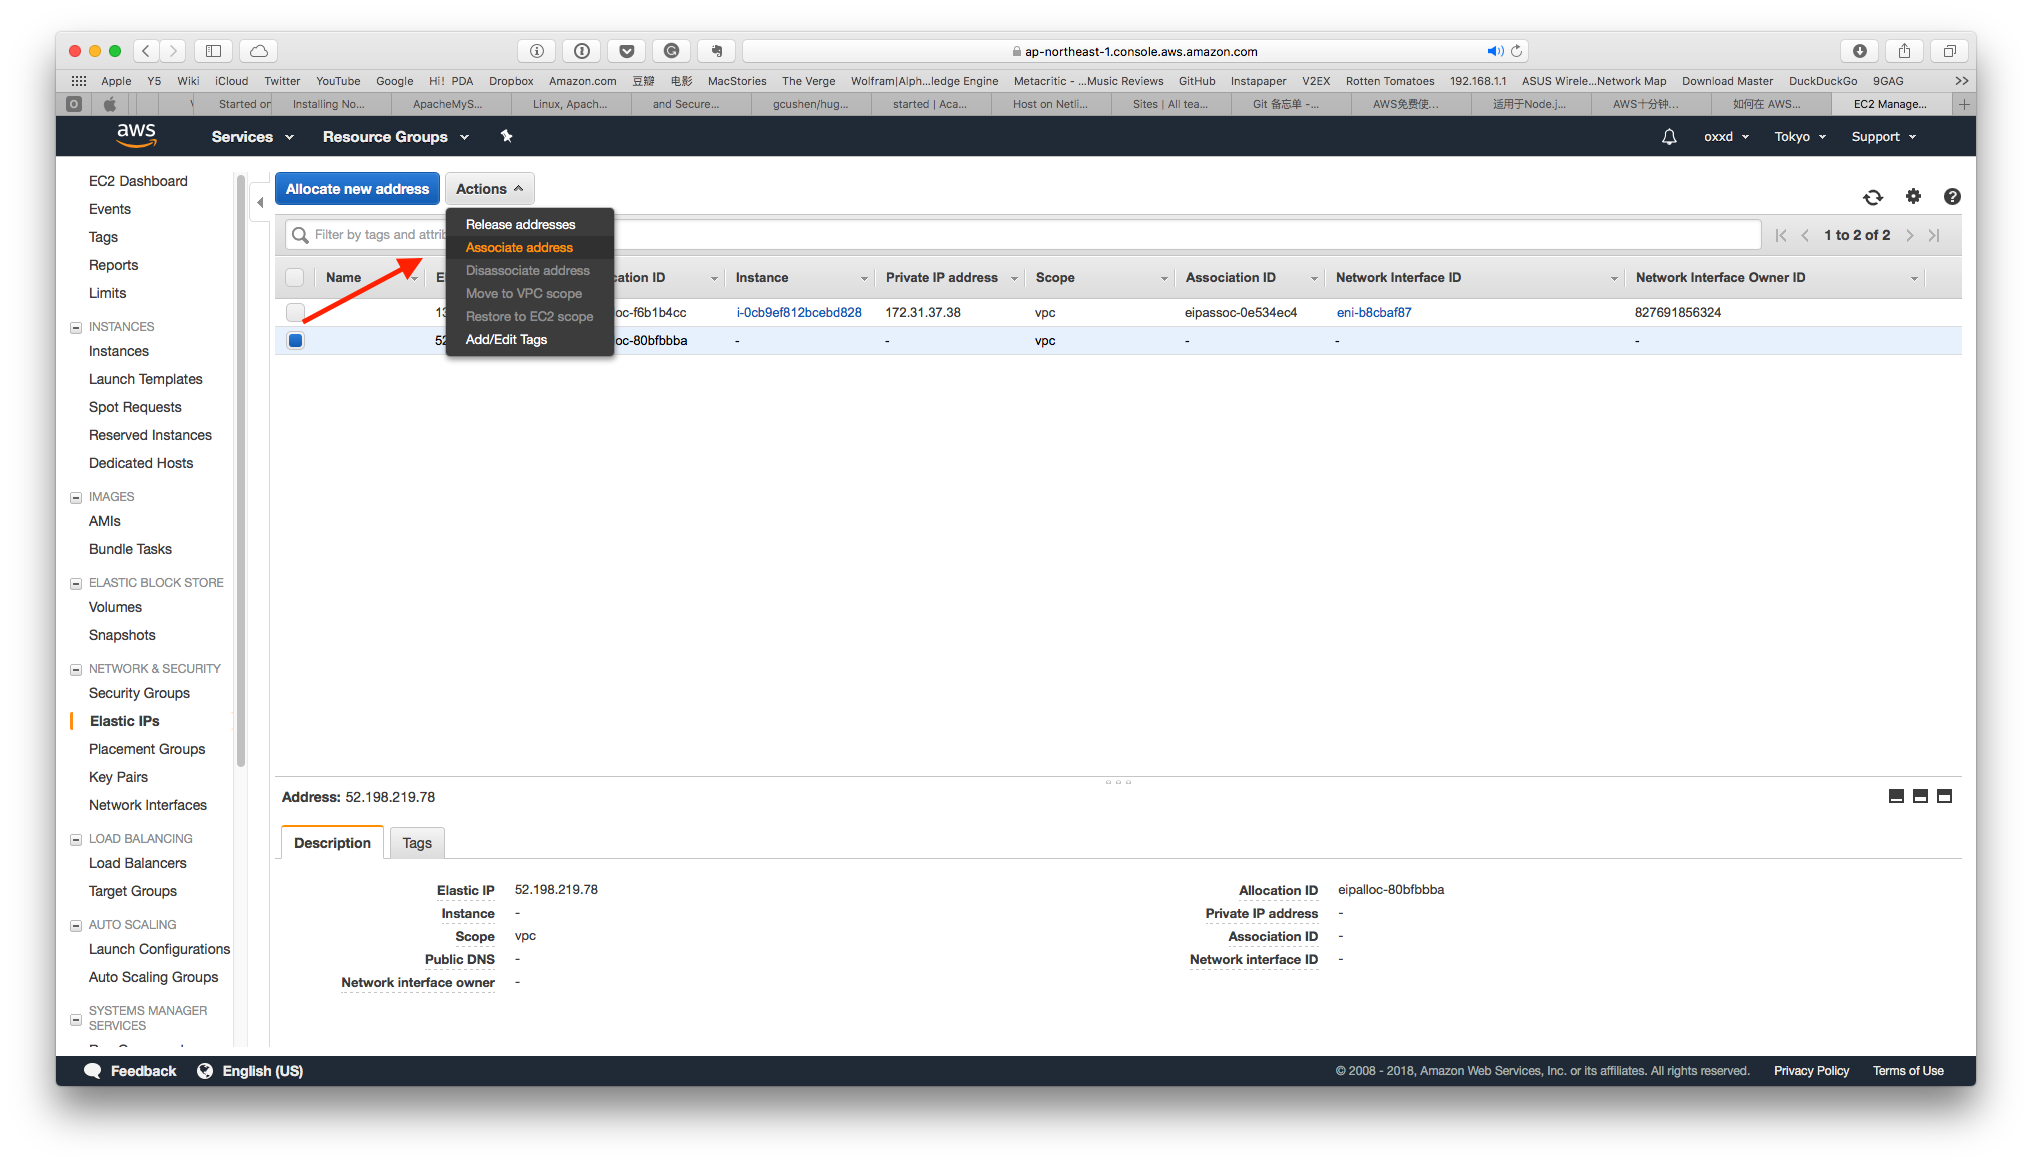 ap-northeast-1.console.aws.amazon.com
Apple Y5 Wiki iCloud Twitter YouTube Google Hi! PDA Dropbox Amazon.com 豆瓣 电影 MacStories The Verge Wolfram|Alph...ledge Engine Metacritic - ...Music Reviews GitHub Instapaper V2EX Rotten Tomatoes 192.168.1.1 ASUS Wirele...Network Map Download Master DuckDuckGo 9GAG
Started on Installing No... ApacheMyS... Linux, Apach... and Secure... gcushen/hug... started | Aca... Host on Netli... Sites | All tea... Git 备忘单 -... AWS免费使... 适用于Node.j... AWS十分钟... 如何在 AWS... EC2 Manage...
aws Services Resource Groups oxxd Tokyo Support
EC2 Dashboard
Events
Tags
Reports
Limits
INSTANCES
Instances
Launch Templates
Spot Requests
Reserved Instances
Dedicated Hosts
IMAGES
AMIs
Bundle Tasks
ELASTIC BLOCK STORE
Volumes
Snapshots
NETWORK & SECURITY
Security Groups
Elastic IPs
Placement Groups
Key Pairs
Network Interfaces
LOAD BALANCING
Load Balancers
Target Groups
AUTO SCALING
Launch Configurations
Auto Scaling Groups
SYSTEMS MANAGER
SERVICES
Allocate new address Actions
Release addresses
Associate address
Disassociate address
Move to VPC scope
Restore to EC2 scope
Add/Edit Tags
Filter by tags and attrib
1 to 2 of 2
Name E cation ID Instance Private IP address Scope Association ID Network Interface ID Network Interface Owner ID
13 oc-f6b1b4cc i-0cb9ef812bcebd828 172.31.37.38 vpc eipassoc-0e534ec4 eni-b8cbaf87 827691856324
52 oc-80bfbbba - - vpc - - -
Address: 52.198.219.78
Description Tags
Elastic IP 52.198.219.78
Instance -
Scope vpc
Public DNS -
Network interface owner -
Allocation ID eipalloc-80bfbbba
Private IP address -
Association ID -
Network interface ID -
Feedback English (US)
© 2008 - 2018, Amazon Web Services, Inc. or its affiliates. All rights reserved. Privacy Policy Terms of Use